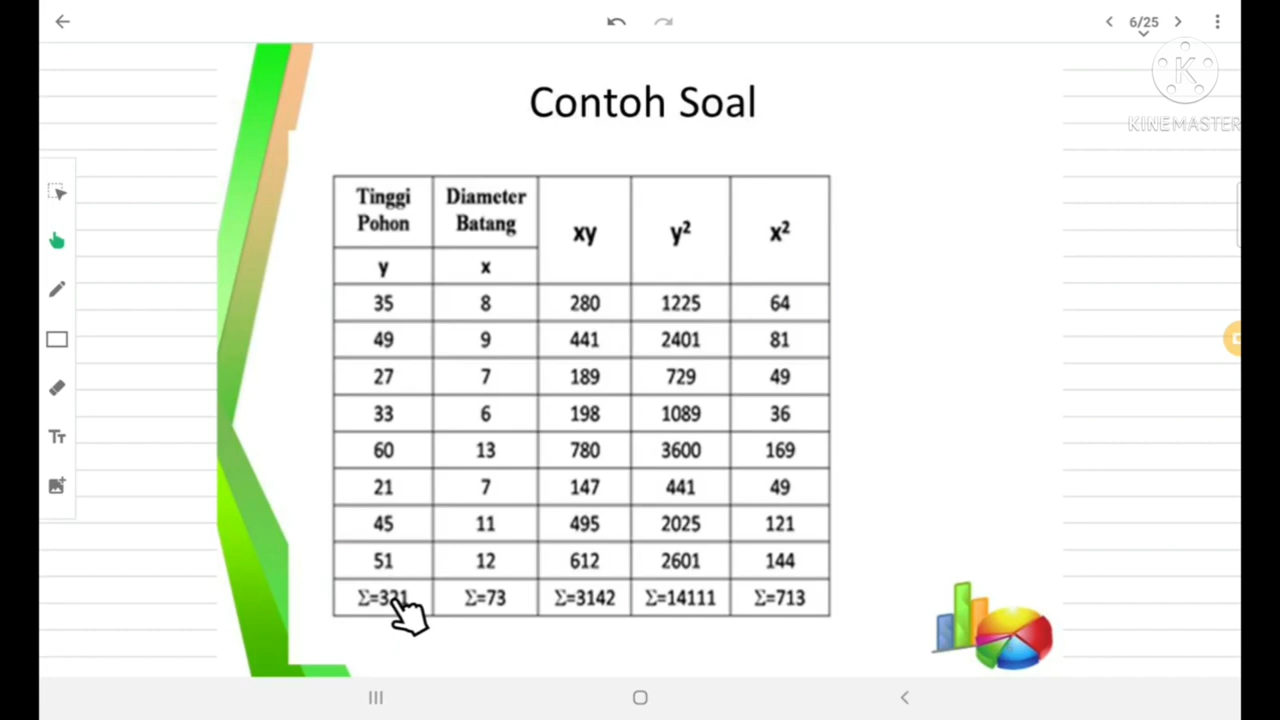 6/25
K
KINEMASTER
Contoh Soal
Tinggi Pohon Diameter Batang xy y² x²
y x
35 8 280 1225 64
49 9 441 2401 81
27 7 189 729 49
33 6 198 1089 36
60 13 780 3600 169
21 7 147 441 49
45 11 495 2025 121
51 12 612 2601 144
Σ=321 Σ=73 Σ=3142 Σ=14111 Σ=713
Tт